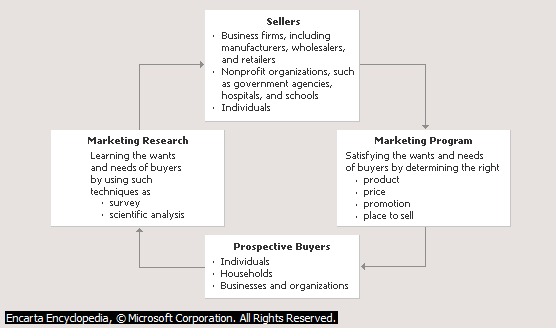 Sellers
· Business firms, including
manufacturers, wholesalers,
and retailers
· Nonprofit organizations, such
as government agencies,
hospitals, and schools
· Individuals
Marketing Research
Learning the wants
and needs of buyers
by using such
techniques as
· survey
· scientific analysis
Marketing Program
Satisfying the wants and needs
of buyers by determining the right
· product
· price
· promotion
· place to sell
Prospective Buyers
· Individuals
· Households
· Businesses and organizations
Encarta Encyclopedia, © Microsoft Corporation. All Rights Reserved.